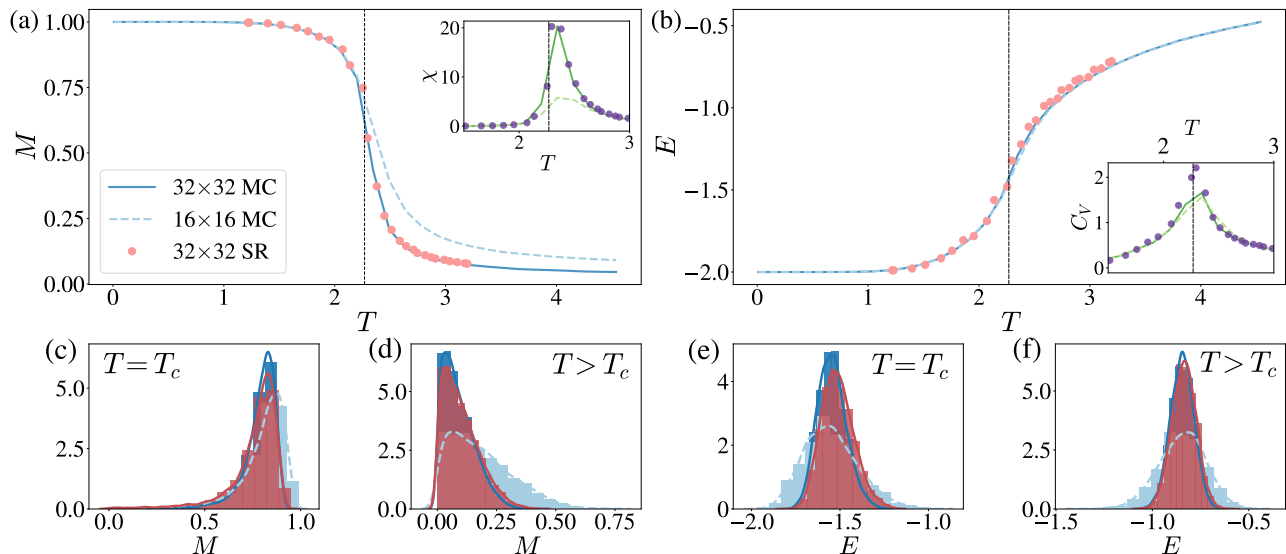 (a)
1.00
0.75
0.50
0.25
0.00
M
0
1
2
3
4
T
32×32 MC
16×16 MC
32×32 SR
20
10
0
χ
2
3
T
(b)
−0.5
−1.0
−1.5
−2.0
E
0
1
2
3
4
T
T
2
3
2
1
0
C_V
(c)
T = T_c
5.0
2.5
0.0
0.0
0.5
1.0
M
(d)
T > T_c
5.0
2.5
0.0
0.00
0.25
0.50
0.75
M
(e)
T = T_c
4
2
0
−2.0
−1.5
−1.0
E
(f)
T > T_c
5.0
2.5
0.0
−1.5
−1.0
−0.5
E